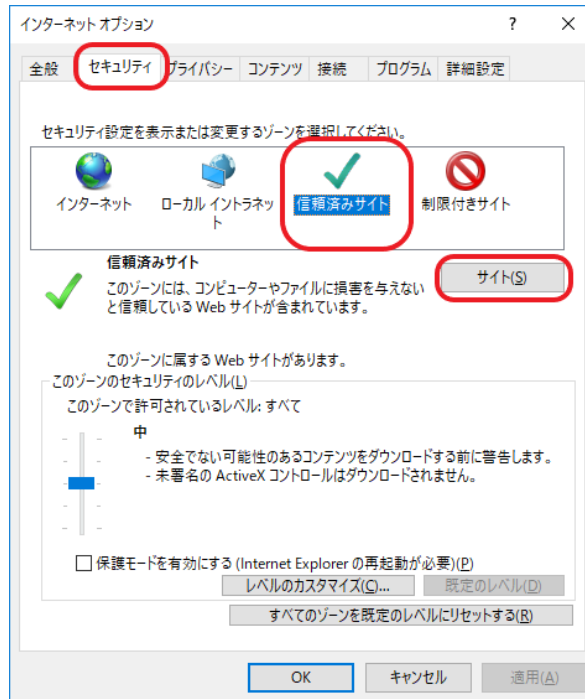 インターネット オプション
? ×
全般 セキュリティ プライバシー コンテンツ 接続 プログラム 詳細設定
セキュリティ設定を表示または変更するゾーンを選択してください。
インターネット ローカル イントラネッ 信頼済みサイト 制限付きサイト
ト
信頼済みサイト
サイト(S)
このゾーンには、コンピューターやファイルに損害を与えない
と信頼している Web サイトが含まれています。
このゾーンに属する Web サイトがあります。
このゾーンのセキュリティのレベル(L)
このゾーンで許可されているレベル: すべて
中
- 安全でない可能性のあるコンテンツをダウンロードする前に警告します。
- 未署名の ActiveX コントロールはダウンロードされません。
保護モードを有効にする (Internet Explorer の再起動が必要)(P)
レベルのカスタマイズ(C)... 既定のレベル(D)
すべてのゾーンを既定のレベルにリセットする(R)
OK キャンセル 適用(A)